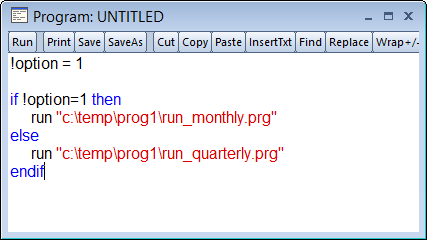 Program: UNTITLED
Run Print Save SaveAs Cut Copy Paste InsertTxt Find Replace Wrap+/-
!option = 1
if !option=1 then
run "c:\temp\prog1\run_monthly.prg"
else
run "c:\temp\prog1\run_quarterly.prg"
endif